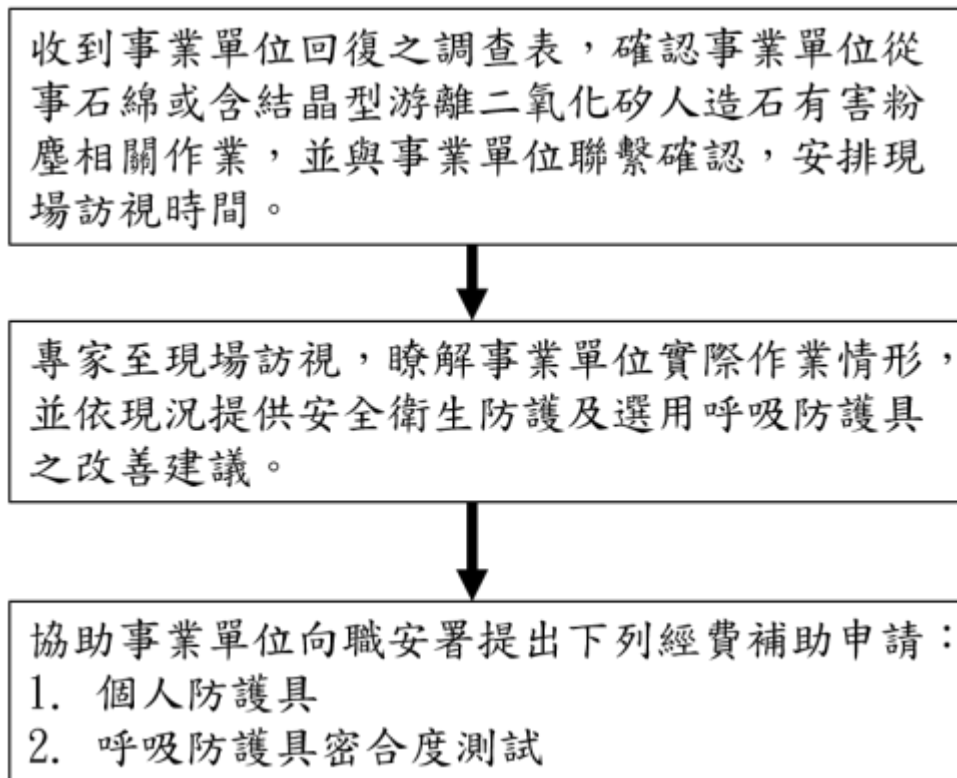 收到事業單位回復之調查表，確認事業單位從
事石綿或含結晶型游離二氧化矽人造石有害粉
塵相關作業，並與事業單位聯繫確認，安排現
場訪視時間。
專家至現場訪視，瞭解事業單位實際作業情形，
並依現況提供安全衛生防護及選用呼吸防護具
之改善建議。
協助事業單位向職安署提出下列經費補助申請：
1. 個人防護具
2. 呼吸防護具密合度測試